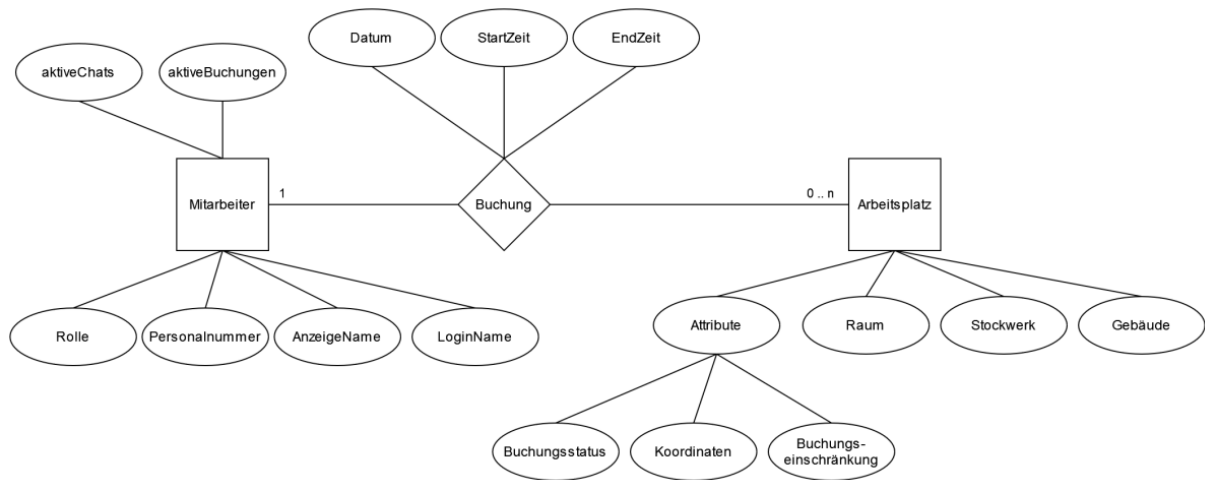 Datum
StartZeit
EndZeit
aktiveChats
aktiveBuchungen
Mitarbeiter
1
Buchung
0 .. n
Arbeitsplatz
Rolle
Personalnummer
AnzeigeName
LoginName
Attribute
Raum
Stockwerk
Gebäude
Buchungsstatus
Koordinaten
Buchungs-
einschränkung